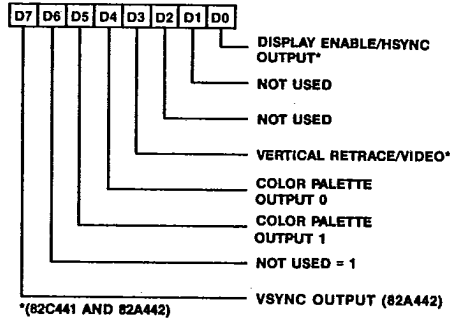 D7 D6 D5 D4 D3 D2 D1 D0
DISPLAY ENABLE/HSYNC
OUTPUT*
NOT USED
NOT USED
VERTICAL RETRACE/VIDEO*
COLOR PALETTE
OUTPUT 0
COLOR PALETTE
OUTPUT 1
NOT USED = 1
VSYNC OUTPUT (82A442)
*(82C441 AND 82A442)